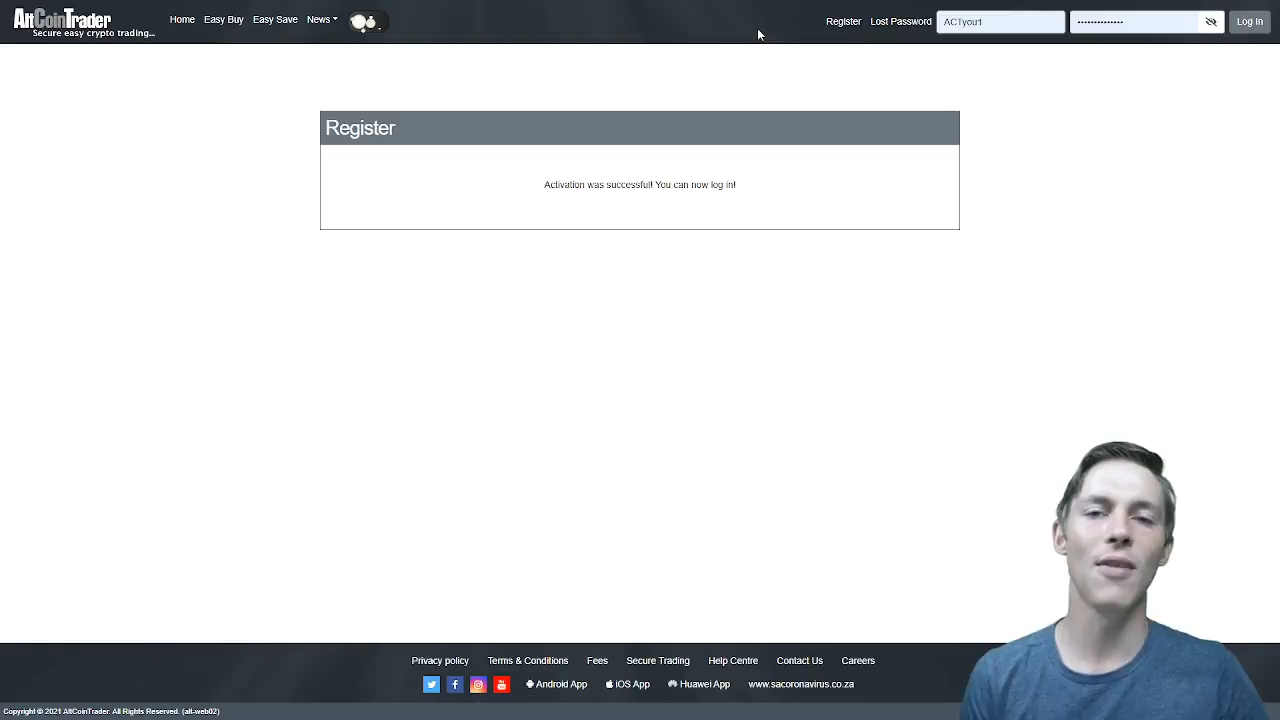 AltCoinTrader
Secure easy crypto trading...
Home Easy Buy Easy Save News
Register Lost Password ACTyou1 •••••••••••••• Log In
Register
Activation was successful! You can now log in!
Privacy policy Terms & Conditions Fees Secure Trading Help Centre Contact Us Careers
Android App iOS App Huawei App www.sacoronavirus.co.za
Copyright © 2021 AltCoinTrader. All Rights Reserved. (alt-web02)